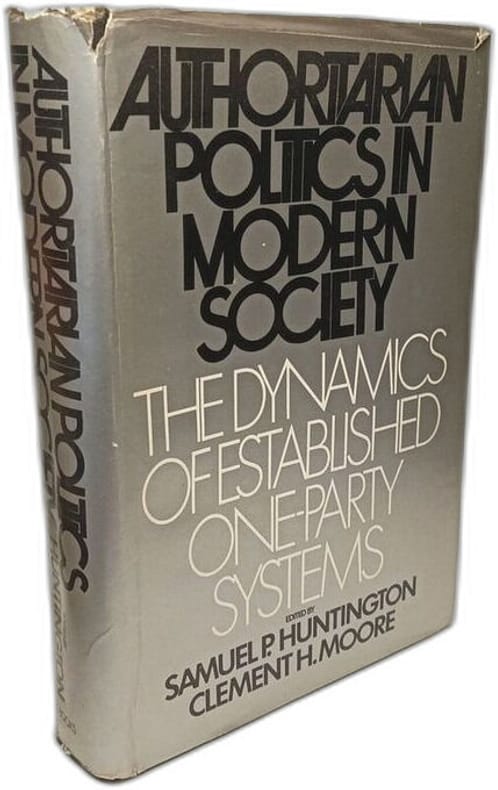 AUTHORITARIAN
POLITICS IN
MODERN
SOCIETY
THE DYNAMICS
OF ESTABLISHED
ONE-PARTY
SYSTEMS
EDITED BY
SAMUEL P. HUNTINGTON
CLEMENT H. MOORE
AUTHORITARIAN POLITICS
IN MODERN SOCIETY HUNTINGTON